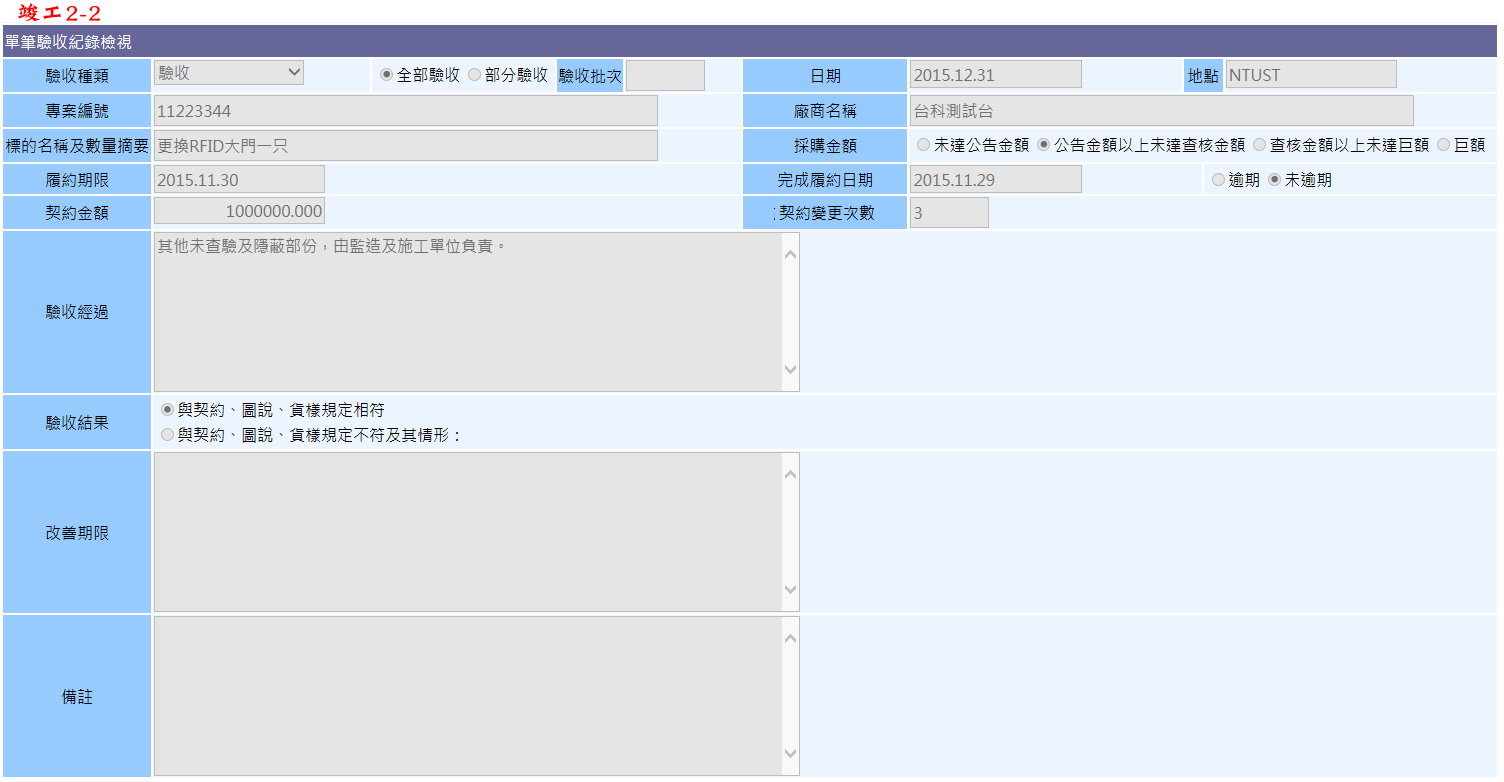 竣工2-2
單筆驗收紀錄檢視
驗收種類 驗收 全部驗收 部分驗收 驗收批次 日期 2015.12.31 地點 NTUST
專案編號 11223344 廠商名稱 台科測試台
標的名稱及數量摘要 更換RFID大門一只 採購金額 未達公告金額 公告金額以上未達查核金額 查核金額以上未達巨額 巨額
履約期限 2015.11.30 完成履約日期 2015.11.29 逾期 未逾期
契約金額 1000000.000 契約變更次數 3
驗收經過 其他未查驗及隱蔽部份，由監造及施工單位負責。
驗收結果 與契約、圖說、貨樣規定相符
與契約、圖說、貨樣規定不符及其情形：
改善期限
備註